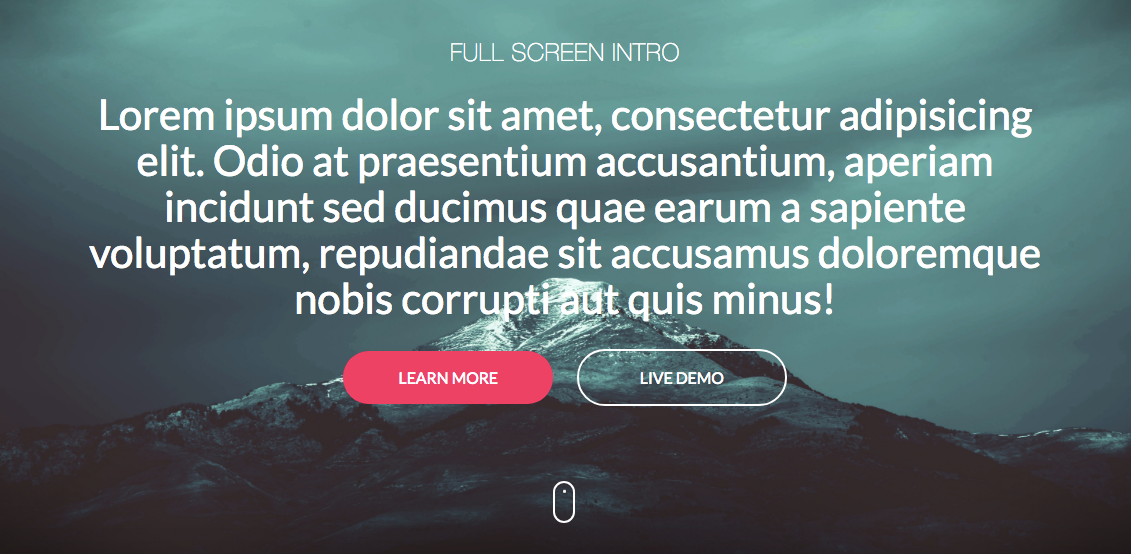 FULL SCREEN INTRO
Lorem ipsum dolor sit amet, consectetur adipisicing
elit. Odio at praesentium accusantium, aperiam
incidunt sed ducimus quae earum a sapiente
voluptatum, repudiandae sit accusamus doloremque
nobis corrupti aut quis minus!
LEARN MORE
LIVE DEMO